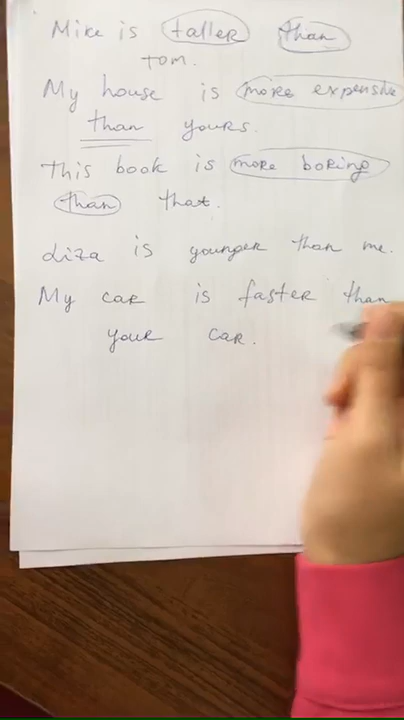 Mike is taller than
Tom.
My house is more expensive
than yours.
This book is more boring
than that.
Liza is younger than me.
My car is faster than
your car.